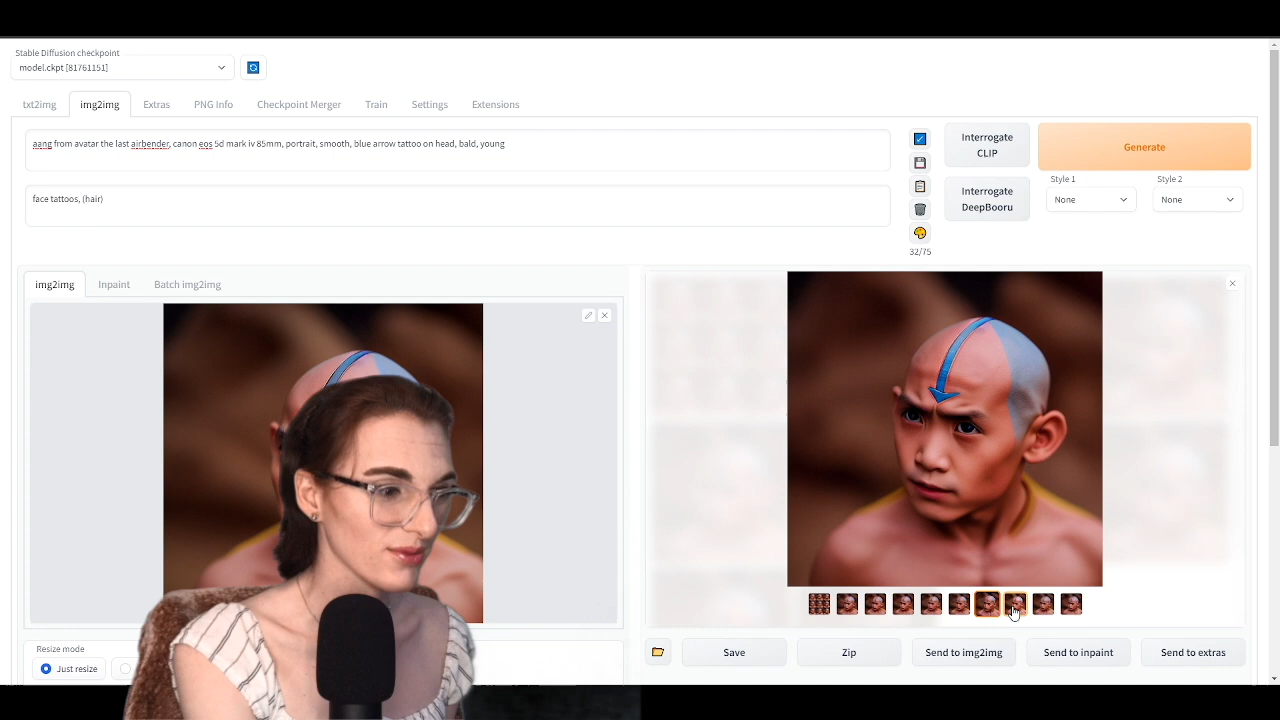 Stable Diffusion checkpoint
model.ckpt [81761151]
txt2img img2img Extras PNG Info Checkpoint Merger Train Settings Extensions
aang from avatar the last airbender, canon eos mark iv 85mm, portrait, smooth, blue arrow tattoo on head, bald, young
face tattoos, (hair)
Interrogate
CLIP
Interrogate
DeepBooru
Generate
Style 1 Style 2
None None
32/75
img2img Inpaint Batch img2img
Resize mode
Just resize
Save Zip Send to img2img Send to inpaint Send to extras